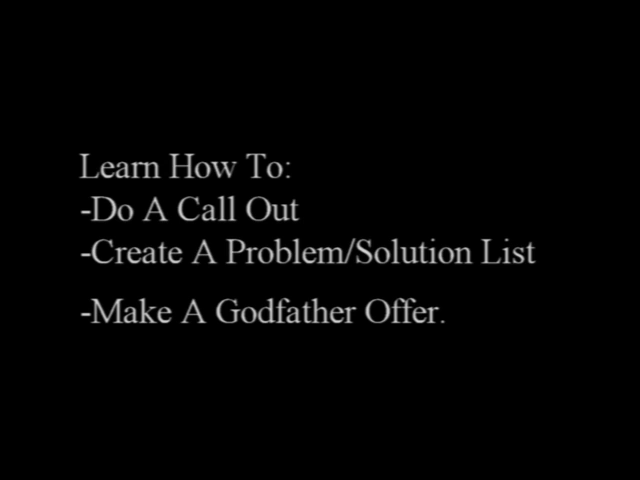 Learn How To:
-Do A Call Out
-Create A Problem/Solution List
-Make A Godfather Offer.